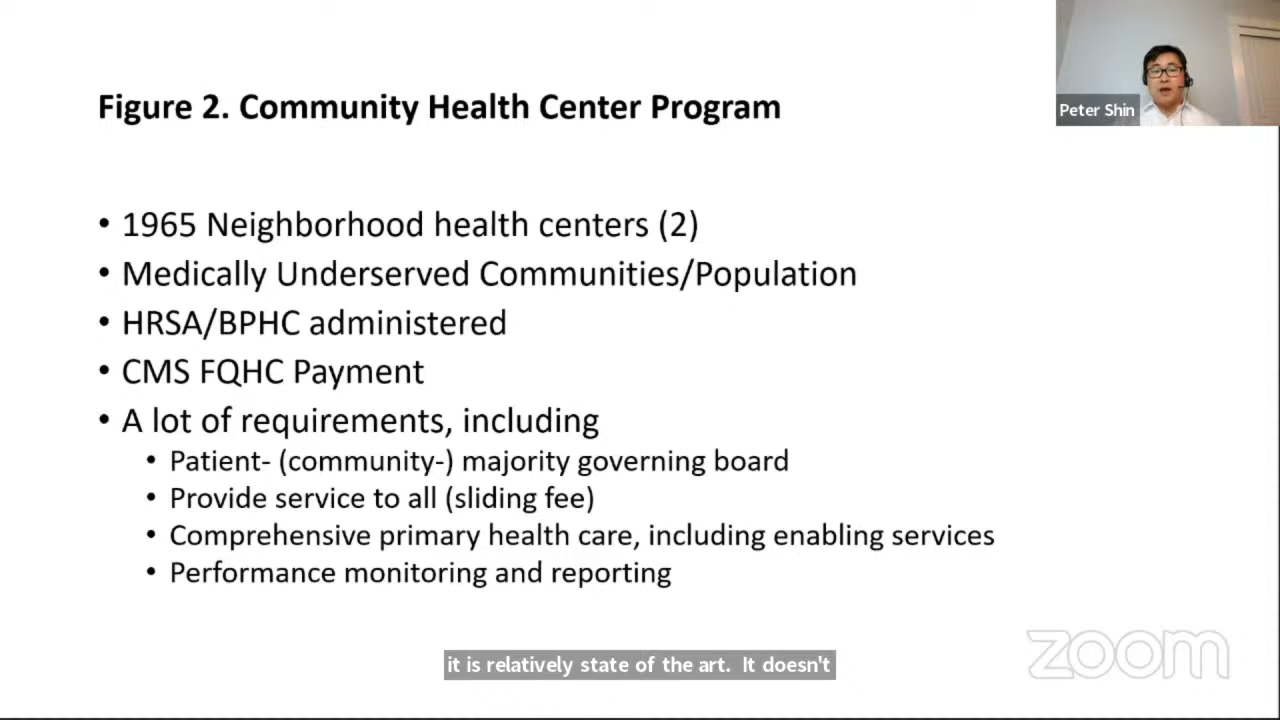 Peter Shin
Figure 2. Community Health Center Program
• 1965 Neighborhood health centers (2)
• Medically Underserved Communities/Population
• HRSA/BPHC administered
• CMS FQHC Payment
• A lot of requirements, including
• Patient- (community-) majority governing board
• Provide service to all (sliding fee)
• Comprehensive primary health care, including enabling services
• Performance monitoring and reporting
it is relatively state of the art.  It doesn't
zoom